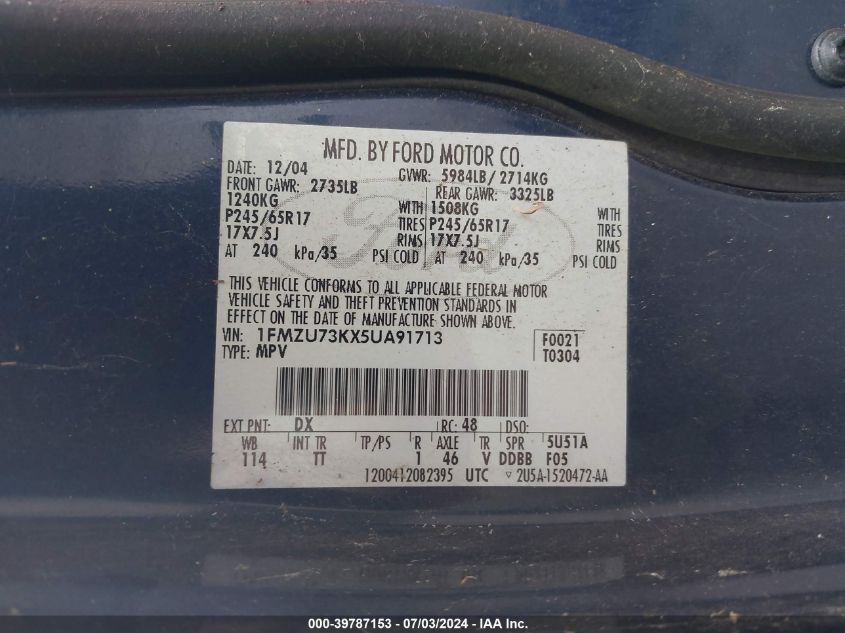 MFD. BY FORD MOTOR CO.
DATE: 12/04 GVWR: 5984LB / 2714KG
FRONT GAWR: 2735LB REAR GAWR: 3325LB
1240KG WITH 1508KG WITH
P245/65R17 TIRES P245/65R17 TIRES
17X7.5J RIMS 17X7.5J RIMS
AT 240 kPa/35 PSI COLD AT 240 kPa/35 PSI COLD
Ford
THIS VEHICLE CONFORMS TO ALL APPLICABLE FEDERAL MOTOR
VEHICLE SAFETY AND THEFT PREVENTION STANDARDS IN
EFFECT ON THE DATE OF MANUFACTURE SHOWN ABOVE.
VIN: 1FMZU73KX5UA91713 F0021
TYPE: MPV T0304
EXT PNT: DX RC: 48 DSO:
WB INT TR TP/PS R AXLE TR SPR 5U51A
114 TT 1 46 V DDBB F05
1200412082395 UTC ▽ 2U5A-1520472-AA
000-39787153 - 07/03/2024 - IAA Inc.